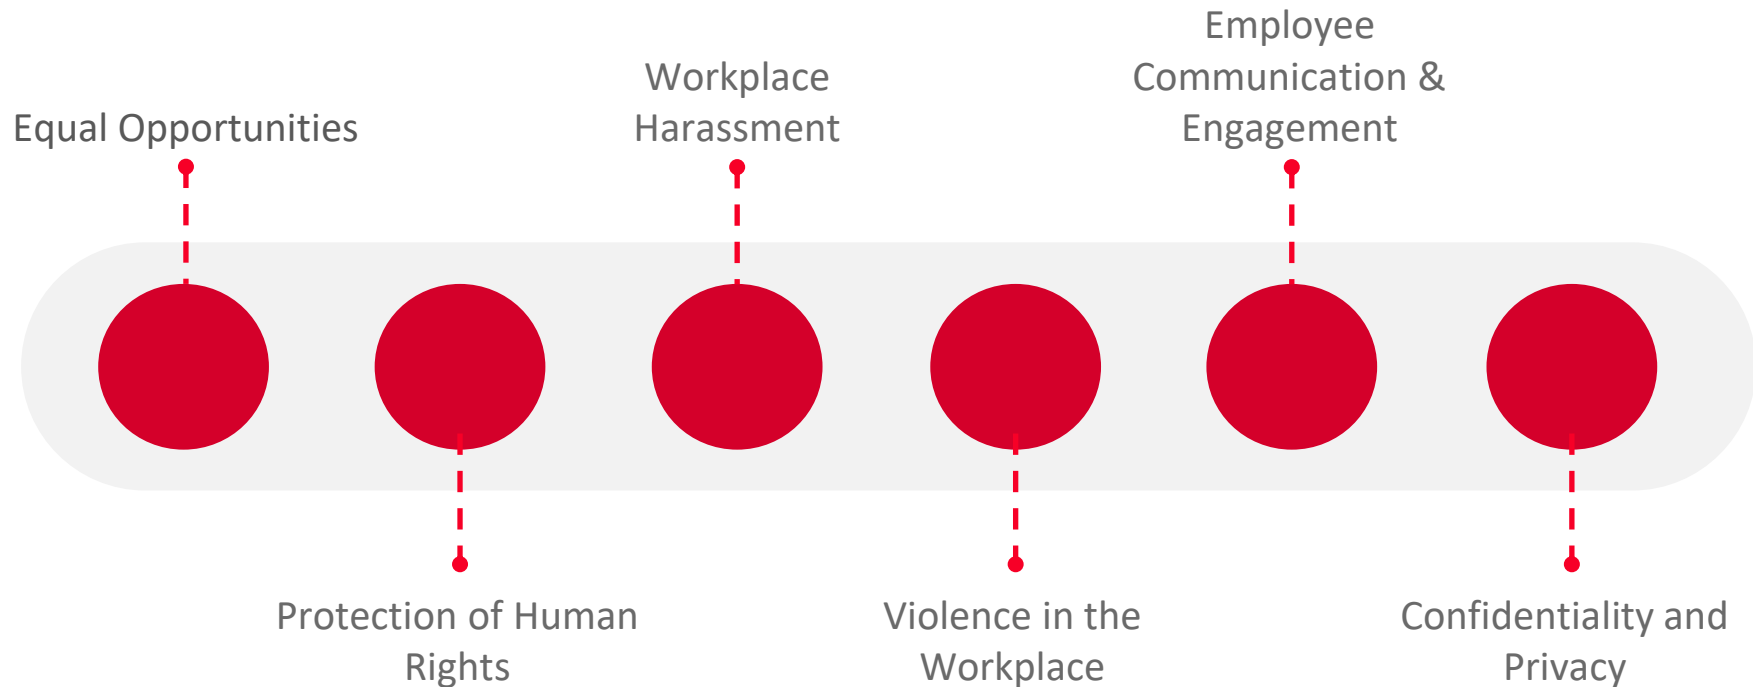 Equal Opportunities
Workplace
Harassment
Employee
Communication &
Engagement
Protection of Human
Rights
Violence in the
Workplace
Confidentiality and
Privacy